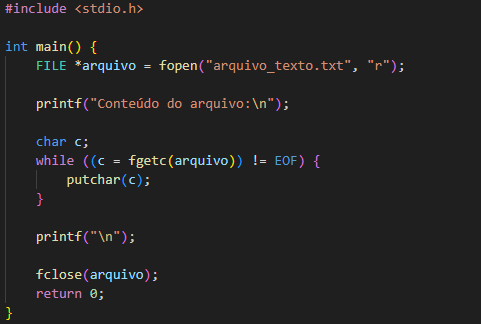 #include <stdio.h>
int main() {
FILE *arquivo = fopen("arquivo_texto.txt", "r");
printf("Conteúdo do arquivo:\n");
char c;
while ((c = fgetc(arquivo)) != EOF) {
putchar(c);
}
printf("\n");
fclose(arquivo);
return 0;
}